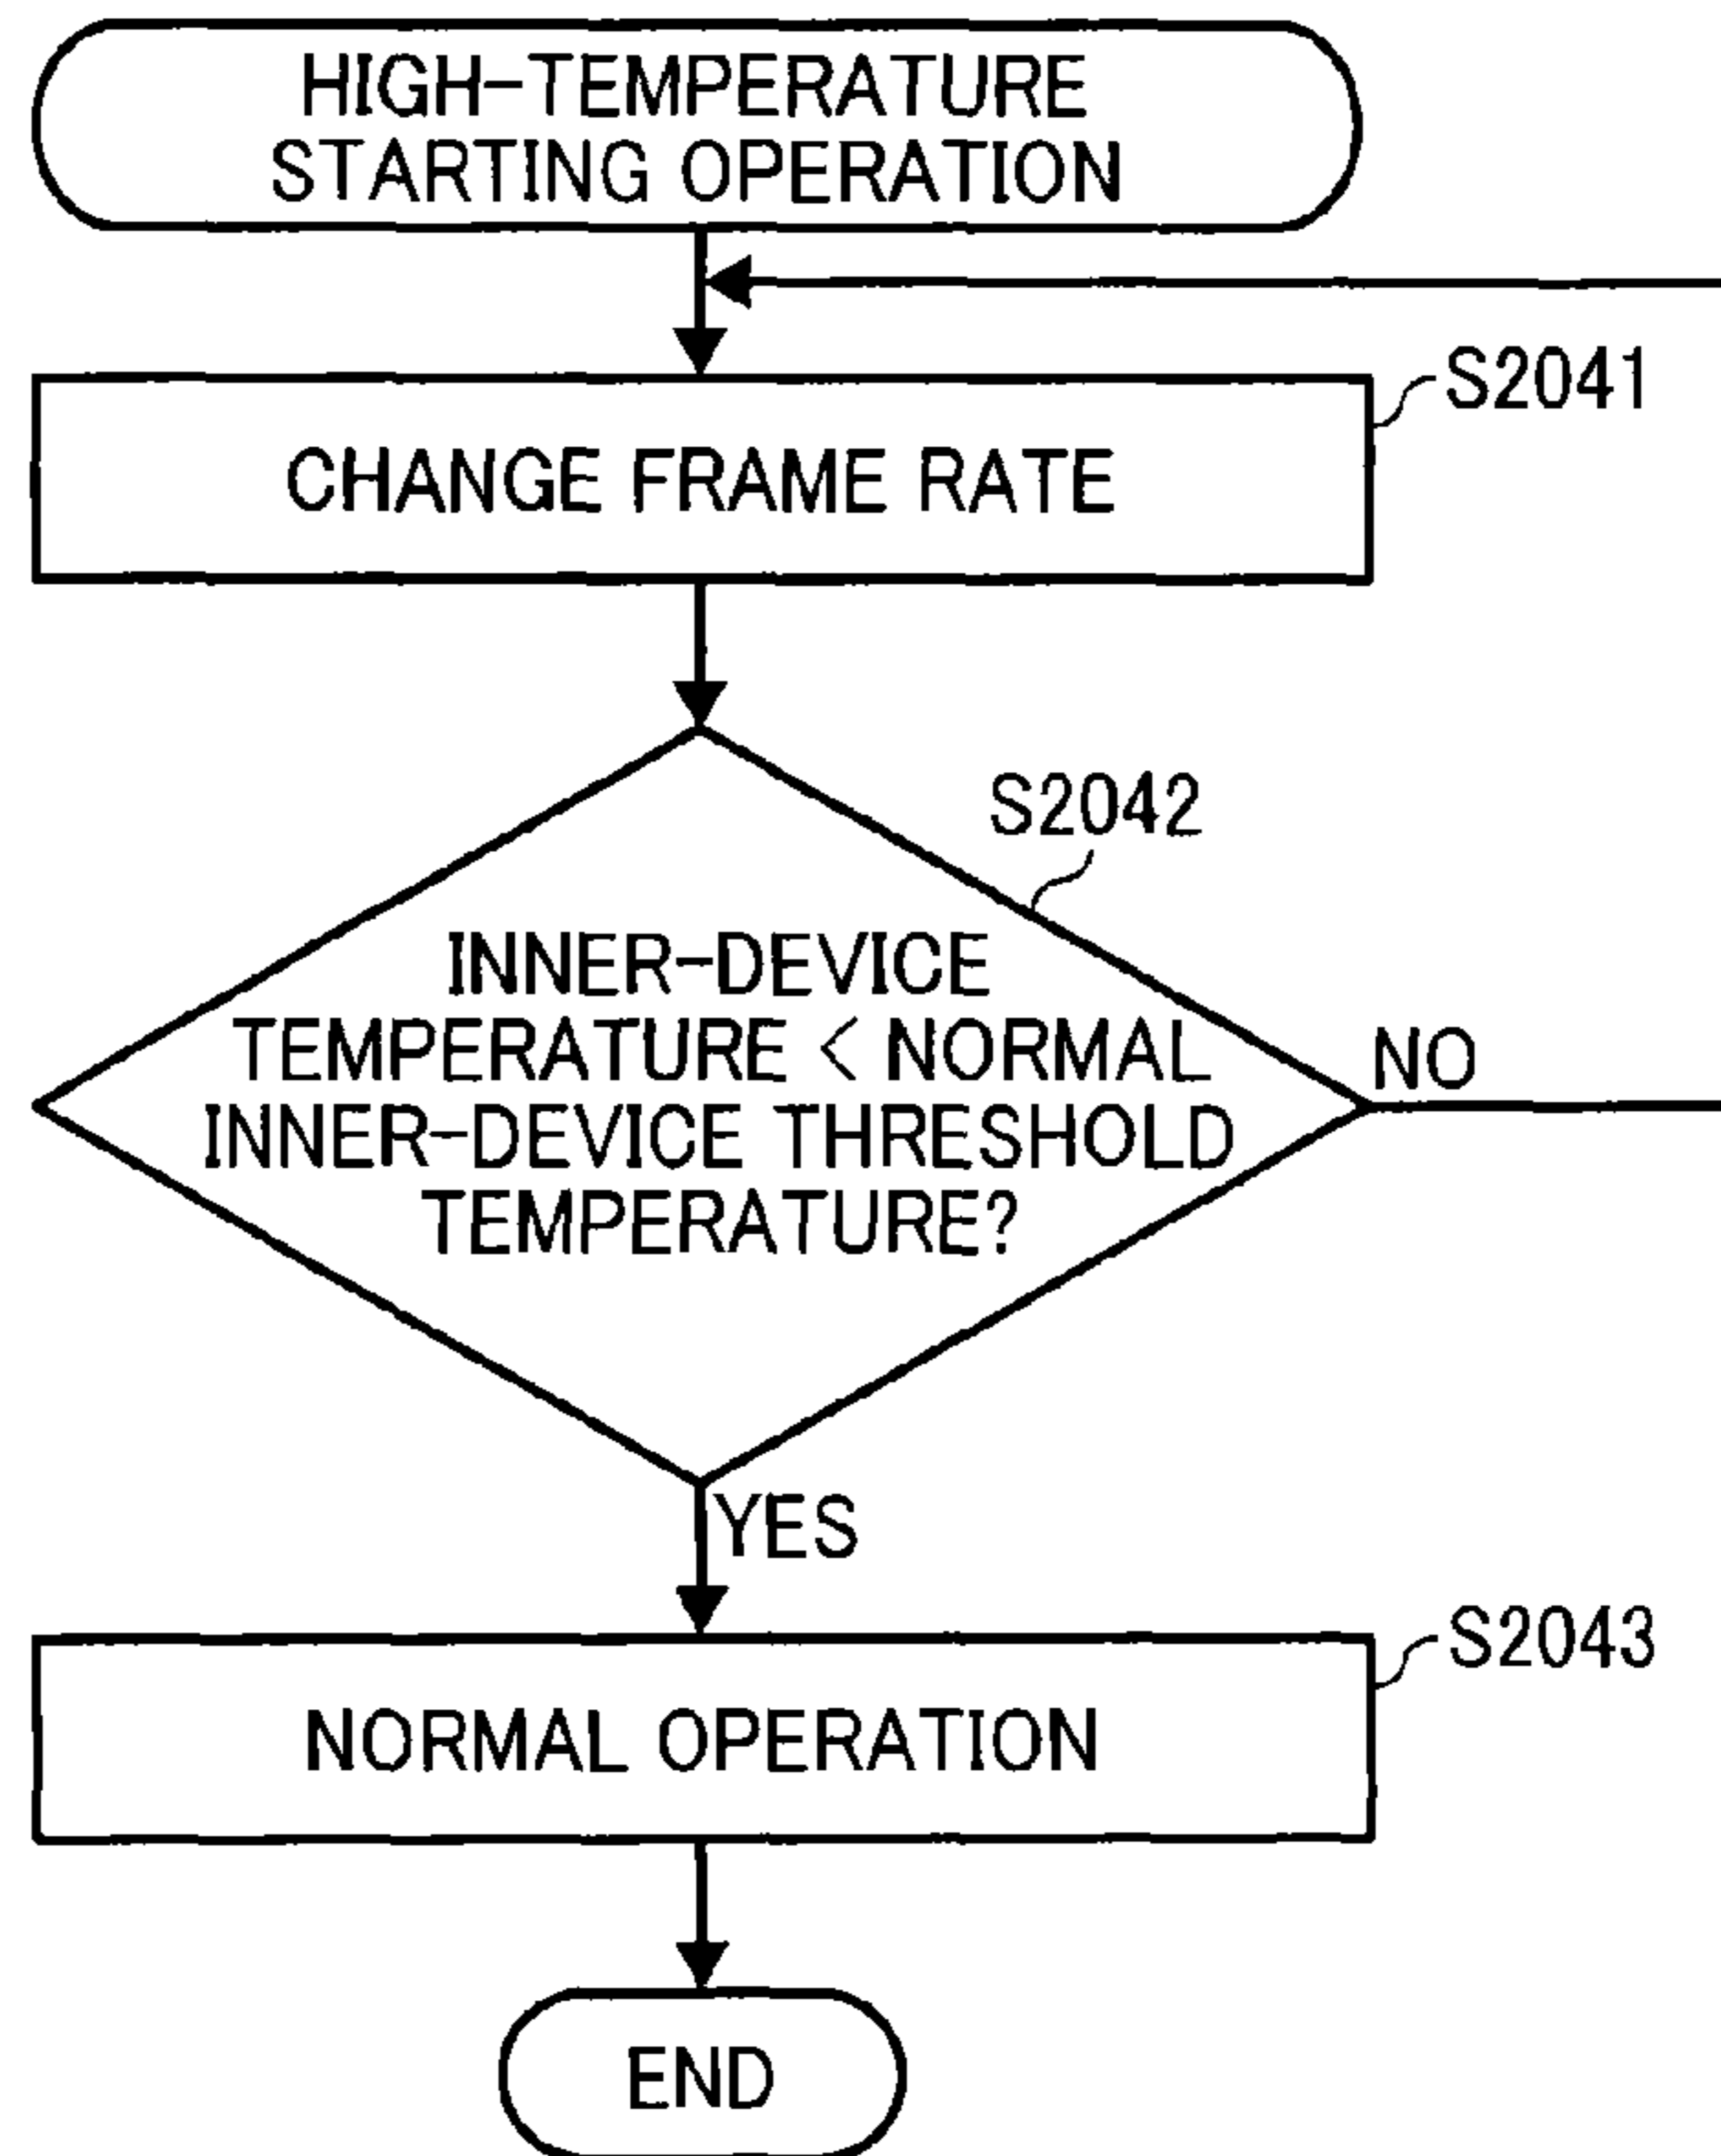 HIGH-TEMPERATURE
STARTING OPERATION
S2041
CHANGE FRAME RATE
S2042
INNER-DEVICE
TEMPERATURE < NORMAL
INNER-DEVICE THRESHOLD
TEMPERATURE?
NO
YES
S2043
NORMAL OPERATION
END